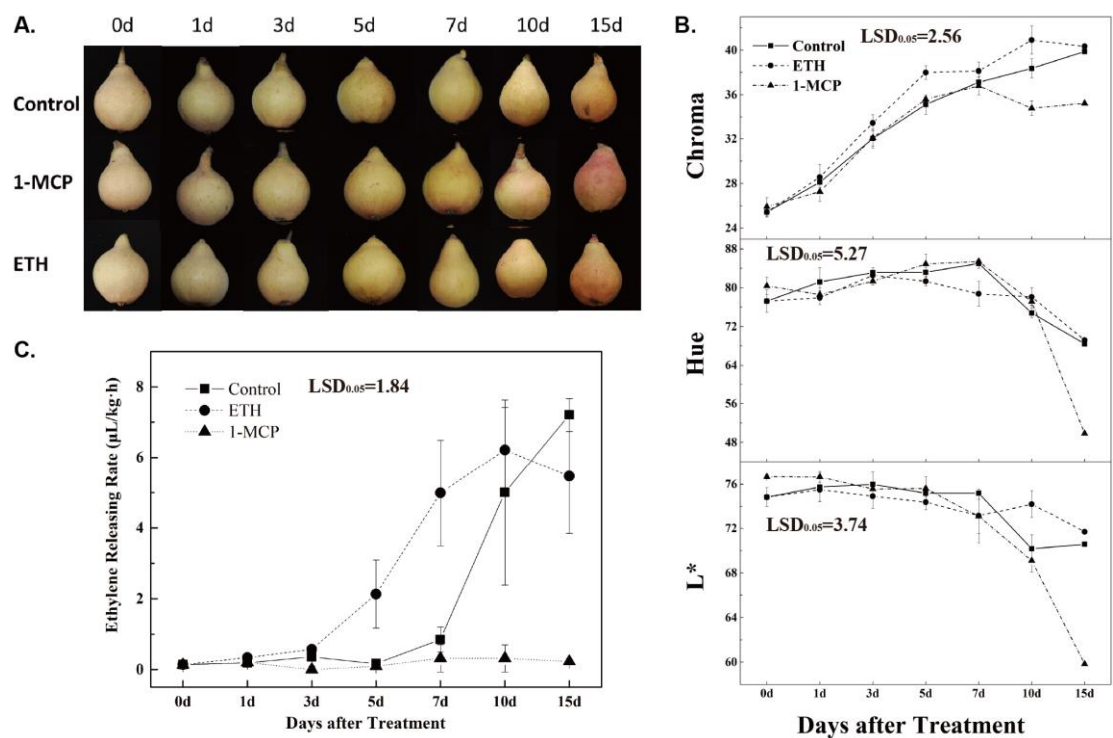 A.
0d 1d 3d 5d 7d 10d 15d
Control
1-MCP
ETH
B.
LSD0.05=2.56
Control
ETH
1-MCP
Chroma
40
36
32
28
24
LSD0.05=5.27
Hue
88
80
72
64
56
48
LSD0.05=3.74
L*
76
72
68
64
60
0d 1d 3d 5d 7d 10d 15d
Days after Treatment
C.
Control
ETH
1-MCP
LSD0.05=1.84
Ethylene Releasing Rate (μL/kg·h)
8
6
4
2
0
0d 1d 3d 5d 7d 10d 15d
Days after Treatment